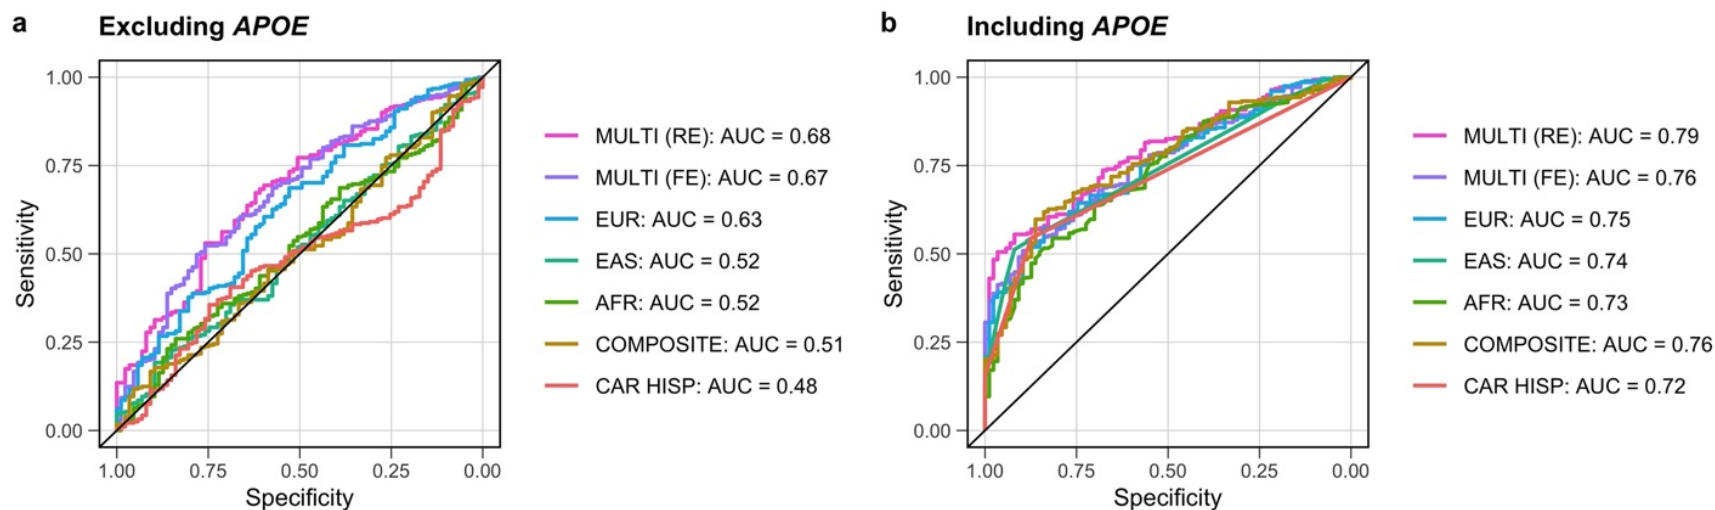 a
Excluding APOE
1.00
0.75
0.50
0.25
0.00
Sensitivity
1.00 0.75 0.50 0.25 0.00
Specificity
MULTI (RE): AUC = 0.68
MULTI (FE): AUC = 0.67
EUR: AUC = 0.63
EAS: AUC = 0.52
AFR: AUC = 0.52
COMPOSITE: AUC = 0.51
CAR HISP: AUC = 0.48
b
Including APOE
1.00
0.75
0.50
0.25
0.00
Sensitivity
1.00 0.75 0.50 0.25 0.00
Specificity
MULTI (RE): AUC = 0.79
MULTI (FE): AUC = 0.76
EUR: AUC = 0.75
EAS: AUC = 0.74
AFR: AUC = 0.73
COMPOSITE: AUC = 0.76
CAR HISP: AUC = 0.72